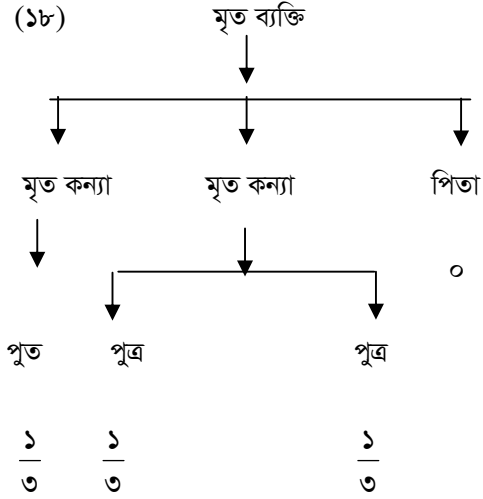 (১৮) মৃত ব্যক্তি
মৃত কন্যা মৃত কন্যা পিতা
০
পুত পুত্র পুত্র
১ ১ ১
৩ ৩ ৩